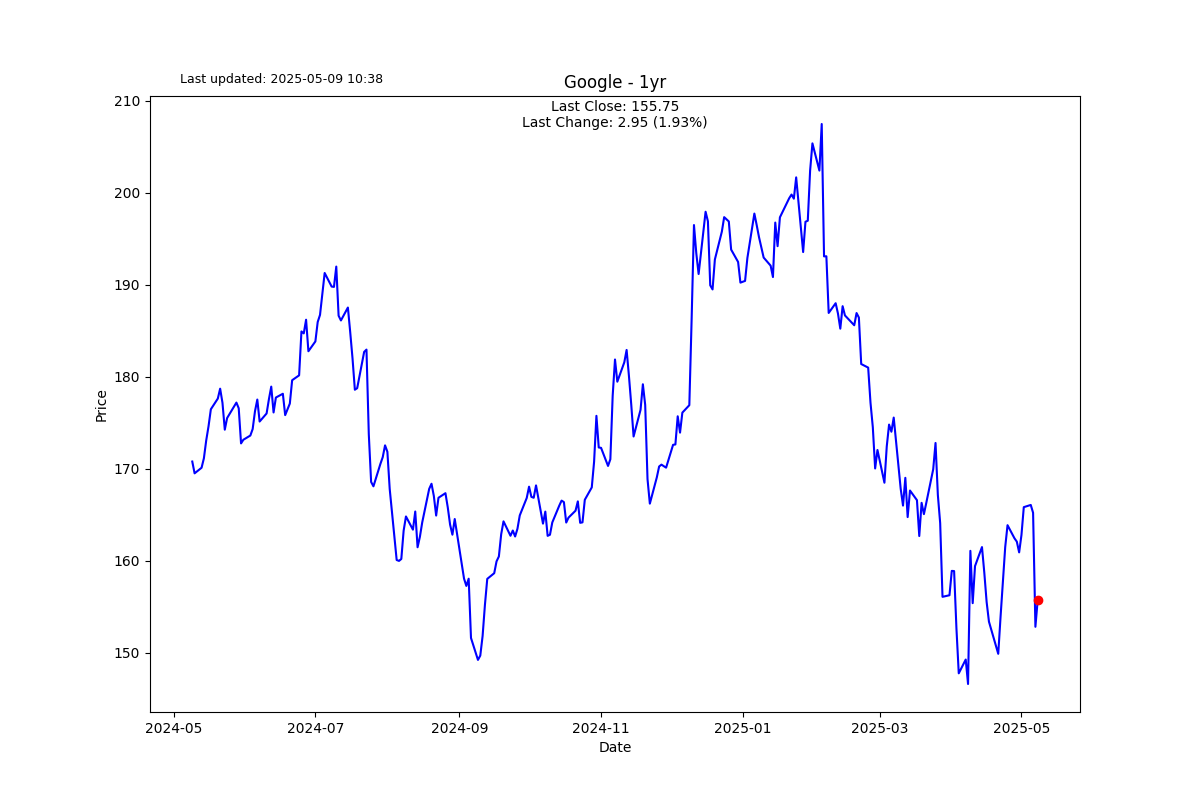 Last updated: 2025-05-09 10:38
Google - 1yr
Last Close: 155.75
Last Change: 2.95 (1.93%)
210
200
190
180
170
160
150
Price
2024-05
2024-07
2024-09
2024-11
2025-01
2025-03
2025-05
Date